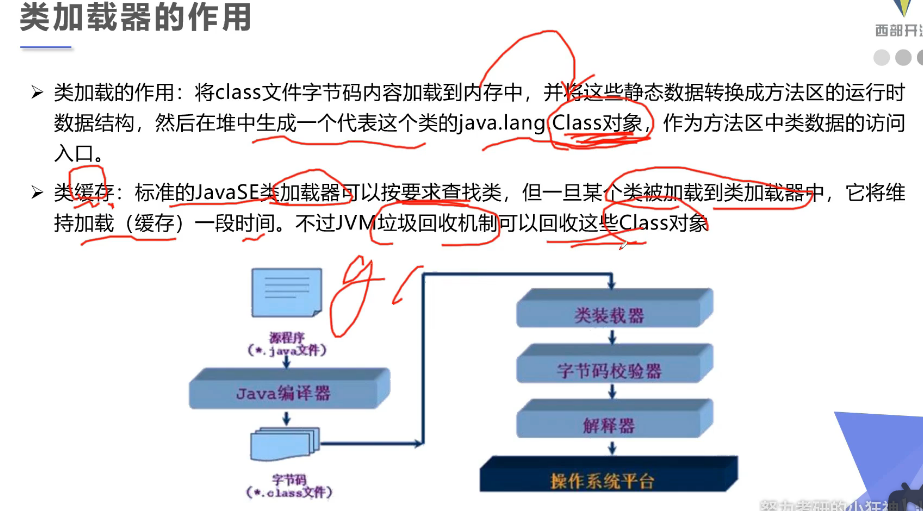 类加载器的作用
西部开
类加载的作用：将class文件字节码内容加载到内存中，并将这些静态数据转换成方法区的运行时
数据结构，然后在堆中生成一个代表这个类的java.lang.Class对象，作为方法区中类数据的访问
入口。
类缓存：标准的JavaSE类加载器可以按要求查找类，但一旦某个类被加载到类加载器中，它将维
持加载（缓存）一段时间。不过JVM垃圾回收机制可以回收这些Class对象
源程序
（*.java文件）
Java编译器
字节码
（*.class文件）
类装载器
字节码校验器
解释器
操作系统平台